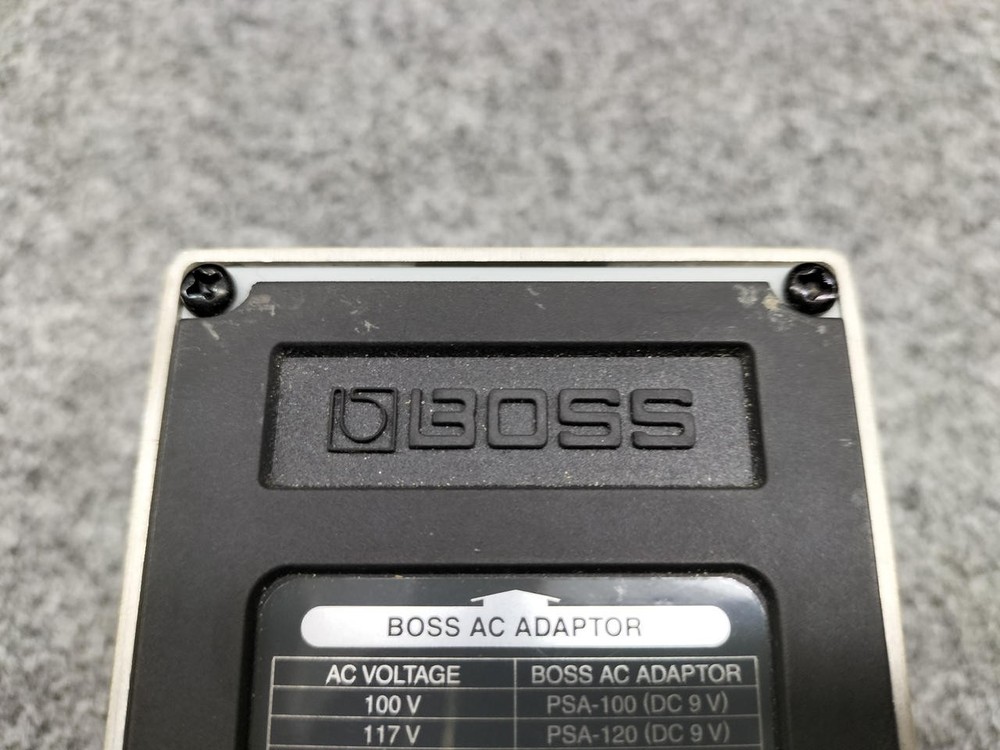 BOSS
BOSS AC ADAPTOR
AC VOLTAGE BOSS AC ADAPTOR
100 V PSA-100 (DC 9 V)
117 V PSA-120 (DC 9 V)